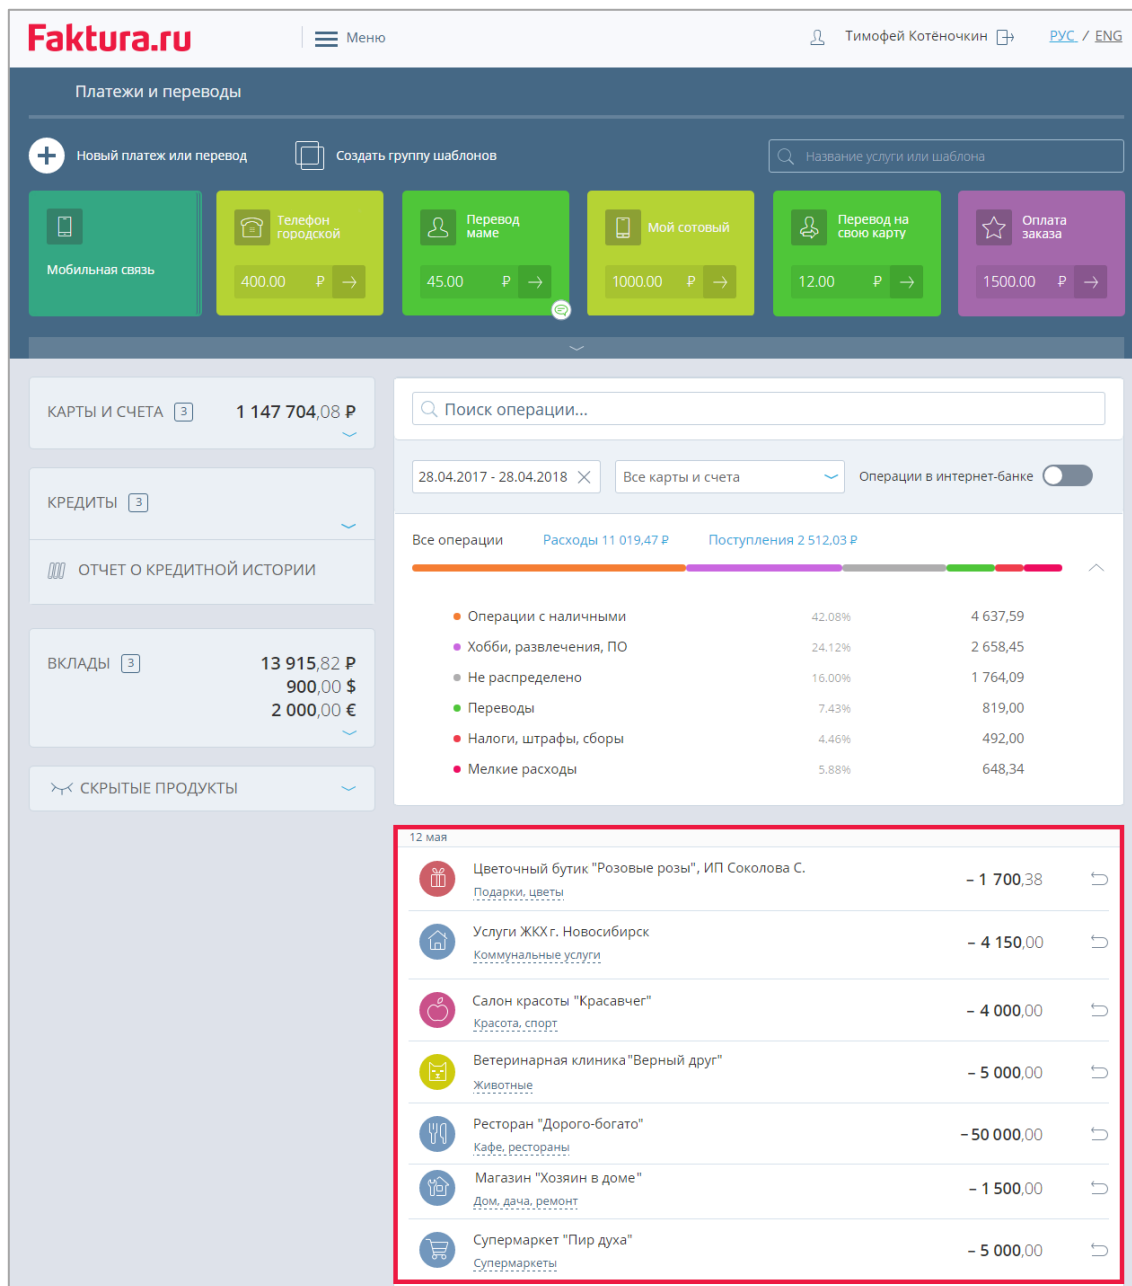 Faktura.ru
Меню
Тимофей Котёночкин
РУС / ENG
Платежи и переводы
Новый платеж или перевод
Создать группу шаблонов
Название услуги или шаблона
Мобильная связь
Телефон
городской
400.00 ₽
Перевод
маме
45.00 ₽
Мой сотовый
1000.00 ₽
Перевод на
свою карту
12.00 ₽
Оплата
заказа
1500.00 ₽
КАРТЫ И СЧЕТА 3 1 147 704,08 ₽
КРЕДИТЫ 3
ОТЧЕТ О КРЕДИТНОЙ ИСТОРИИ
ВКЛАДЫ 3 13 915,82 ₽
900,00 $
2 000,00 €
СКРЫТЫЕ ПРОДУКТЫ
Поиск операции...
28.04.2017 - 28.04.2018
Все карты и счета
Операции в интернет-банке
Все операции Расходы 11 019,47 ₽ Поступления 2 512,03 ₽
Операции с наличными 42.08% 4 637,59
Хобби, развлечения, ПО 24.12% 2 658,45
Не распределено 16.00% 1 764,09
Переводы 7.43% 819,00
Налоги, штрафы, сборы 4.46% 492,00
Мелкие расходы 5.88% 648,34
12 мая
Цветочный бутик "Розовые розы", ИП Соколова С.
Подарки, цветы
– 1 700,38
Услуги ЖКХ г. Новосибирск
Коммунальные услуги
– 4 150,00
Салон красоты "Красавчег"
Красота, спорт
– 4 000,00
Ветеринарная клиника "Верный друг"
Животные
– 5 000,00
Ресторан "Дорого-богато"
Кафе, рестораны
– 50 000,00
Магазин "Хозяин в доме"
Дом, дача, ремонт
– 1 500,00
Супермаркет "Пир духа"
Супермаркеты
– 5 000,00